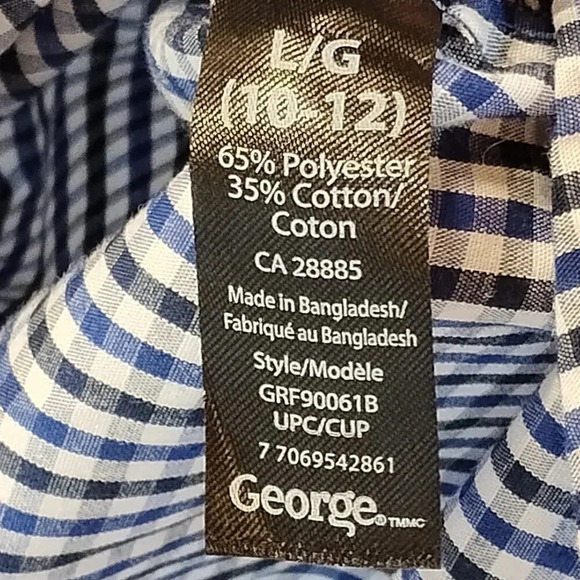 L/G
(10-12)
65% Polyester
35% Cotton/
Coton
CA 28885
Made in Bangladesh/
Fabriqué au Bangladesh
Style/Modèle
GRF90061B
UPC/CUP
7 7069542861
George®TMMC